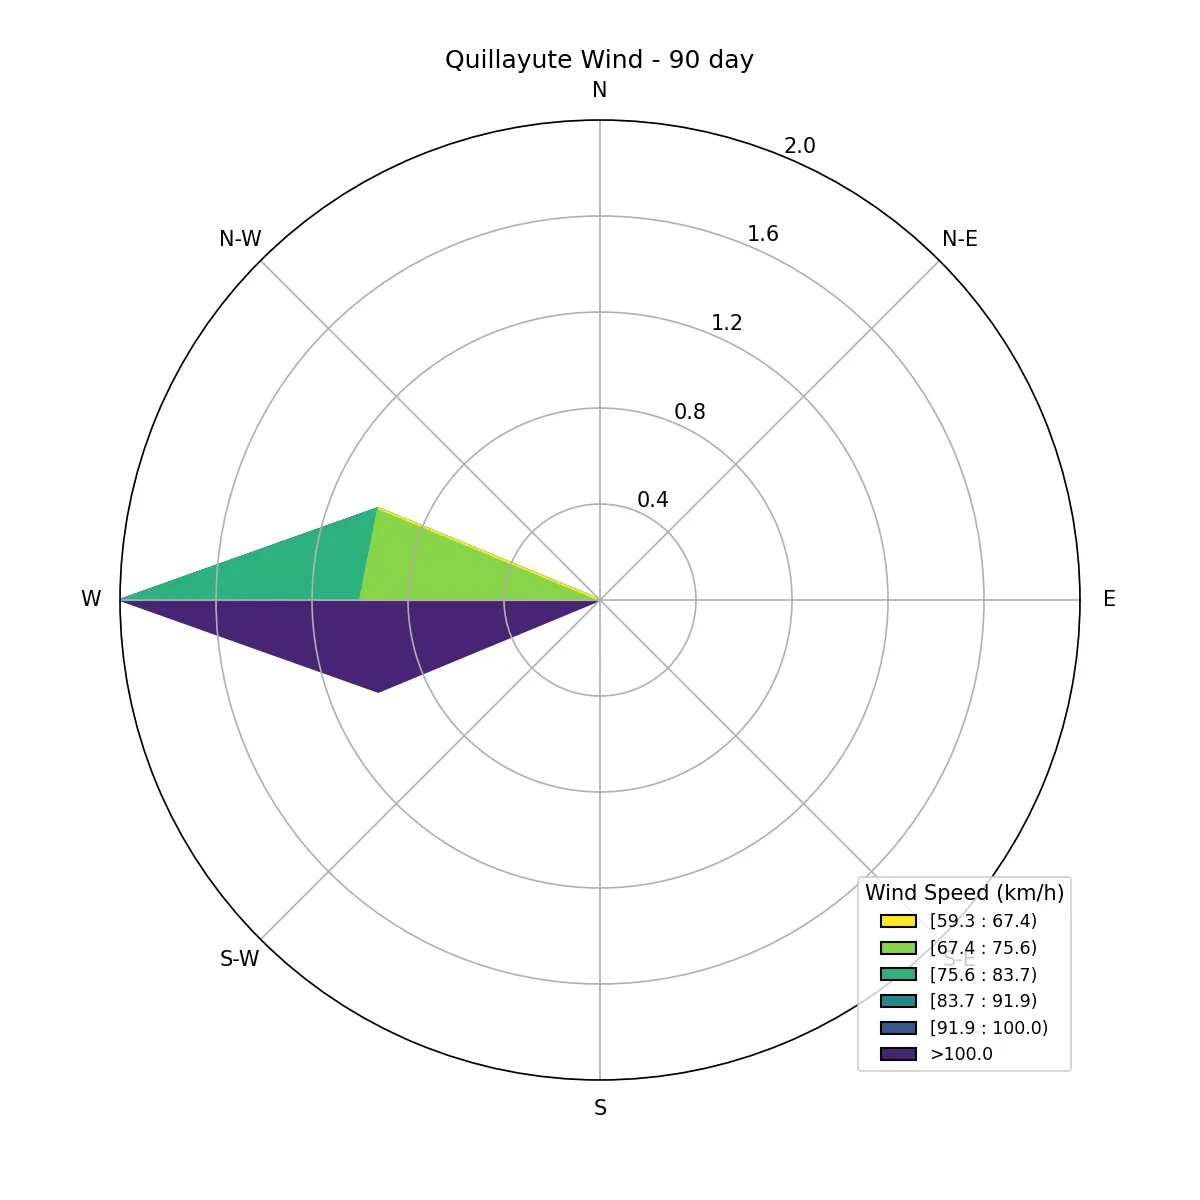 Quillayute Wind - 90 day
N
2.0
N-W
N-E
1.6
1.2
0.8
0.4
W
E
Wind Speed (km/h)
[59.3 : 67.4)
[67.4 : 75.6)
S-W
S-E
[75.6 : 83.7)
[83.7 : 91.9)
[91.9 : 100.0)
>100.0
S